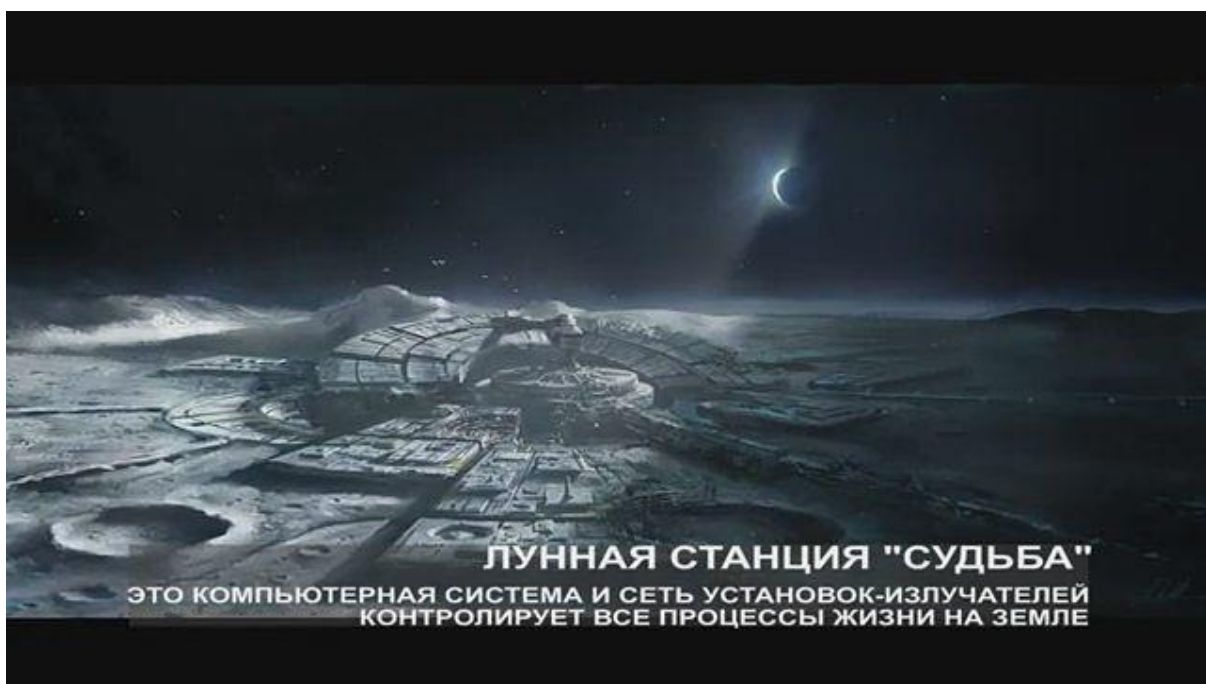 ЛУННАЯ СТАНЦИЯ "СУДЬБА"
ЭТО КОМПЬЮТЕРНАЯ СИСТЕМА И СЕТЬ УСТАНОВОК-ИЗЛУЧАТЕЛЕЙ
КОНТРОЛИРУЕТ ВСЕ ПРОЦЕССЫ ЖИЗНИ НА ЗЕМЛЕ